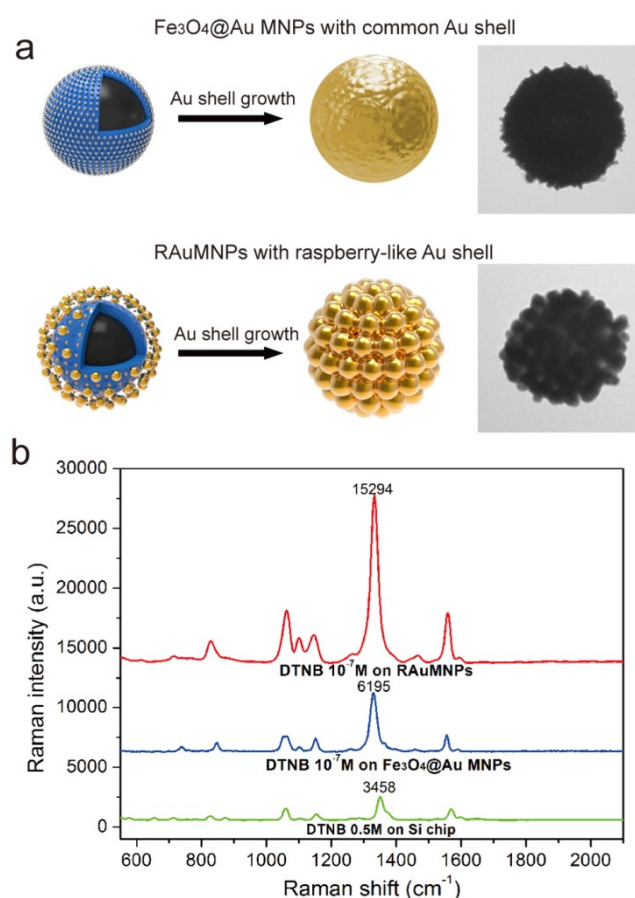 a
Fe₃O₄@Au MNPs with common Au shell
Au shell growth
RAuMNPs with raspberry-like Au shell
Au shell growth
b
30000
25000
20000
15000
10000
5000
0
Raman intensity (a.u.)
15294
DTNB 10⁻⁷M on RAuMNPs
6195
DTNB 10⁻⁷M on Fe₃O₄@Au MNPs
3458
DTNB 0.5M on Si chip
600 800 1000 1200 1400 1600 1800 2000
Raman shift (cm⁻¹)